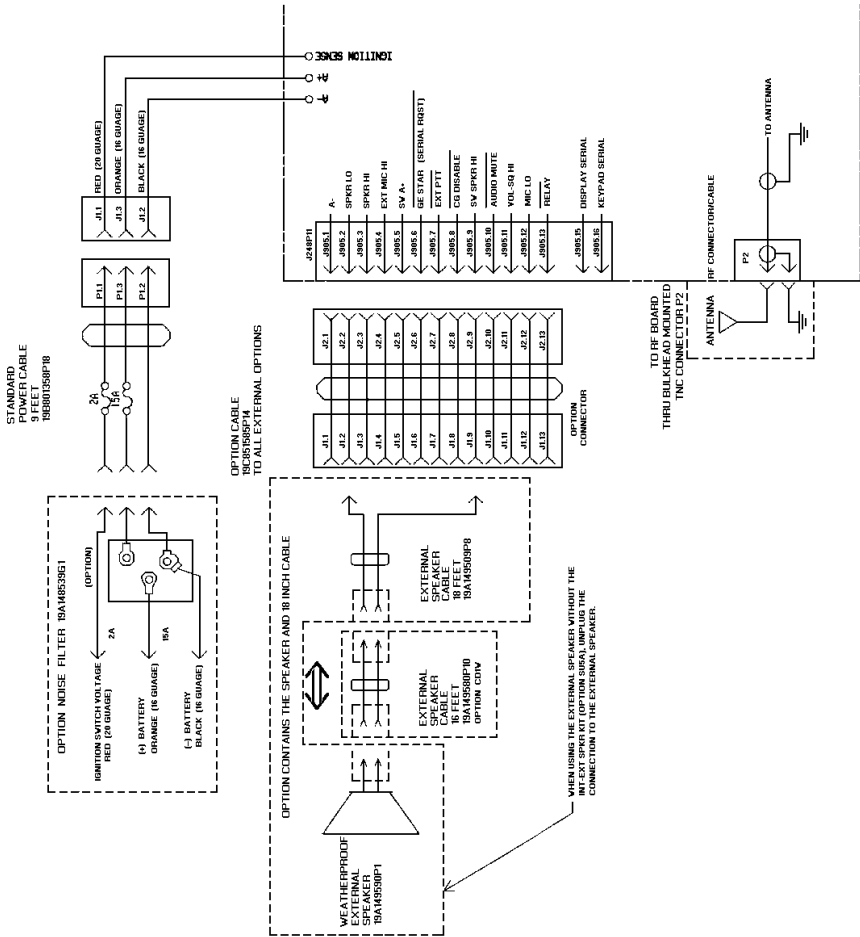 STANDARD
POWER CABLE
9 FEET
19B801358P18
2A
15A
P1.1
P1.3
P1.2
J1.1
J1.3
J1.2
RED (20 GUAGE)
ORANGE (16 GUAGE)
BLACK (16 GUAGE)
IGNITION SENSE
A+
A-
OPTION NOISE FILTER 19A148539G1
(OPTION)
IGNITION SWITCH VOLTAGE
RED (20 GUAGE)
2A
(+) BATTERY
ORANGE (16 GUAGE)
15A
(-) BATTERY
BLACK (16 GUAGE)
OPTION CABLE
19C851585P14
TO ALL EXTERNAL OPTIONS
J248P11
J905.1
J905.2
J905.3
J905.4
J905.5
J905.6
J905.7
J905.8
J905.9
J905.10
J905.11
J905.12
J905.13
J905.15
J905.16
A-
SPKR LO
SPKR HI
EXT MIC HI
SW A+
GE STAR (SERIAL RQST)
EXT PTT
CG DISABLE
SW SPKR HI
AUDIO MUTE
VOL-SQ HI
MIC LO
RELAY
DISPLAY SERIAL
KEYPAD SERIAL
J2.1
J2.2
J2.3
J2.4
J2.5
J2.6
J2.7
J2.8
J2.9
J2.10
J2.11
J2.12
J2.13
J1.1
J1.2
J1.3
J1.4
J1.5
J1.6
J1.7
J1.8
J1.9
J1.10
J1.11
J1.12
J1.13
OPTION
CONNECTOR
TO RF BOARD
THRU BULKHEAD MOUNTED
TNC CONNECTOR P2
ANTENNA
RF CONNECTOR/CABLE
P2
TO ANTENNA
OPTION CONTAINS THE SPEAKER AND 18 INCH CABLE
EXTERNAL
SPEAKER
CABLE
18 FEET
19A149509P8
EXTERNAL
SPEAKER
CABLE
16 FEET
19A149580P10
OPTION CD1W
WEATHERPROOF
EXTERNAL
SPEAKER
19A149590P1
WHEN USING THE EXTERNAL SPEAKER WITHOUT THE
INT-EXT SPKR KIT (OPTION SU5A), UNPLUG THE
CONNECTION TO THE EXTERNAL SPEAKER.